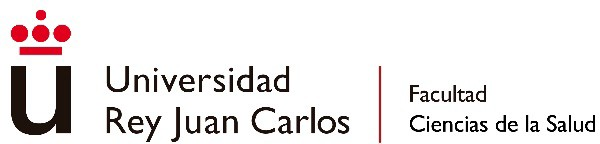 u
Universidad
Rey Juan Carlos
Facultad
Ciencias de la Salud